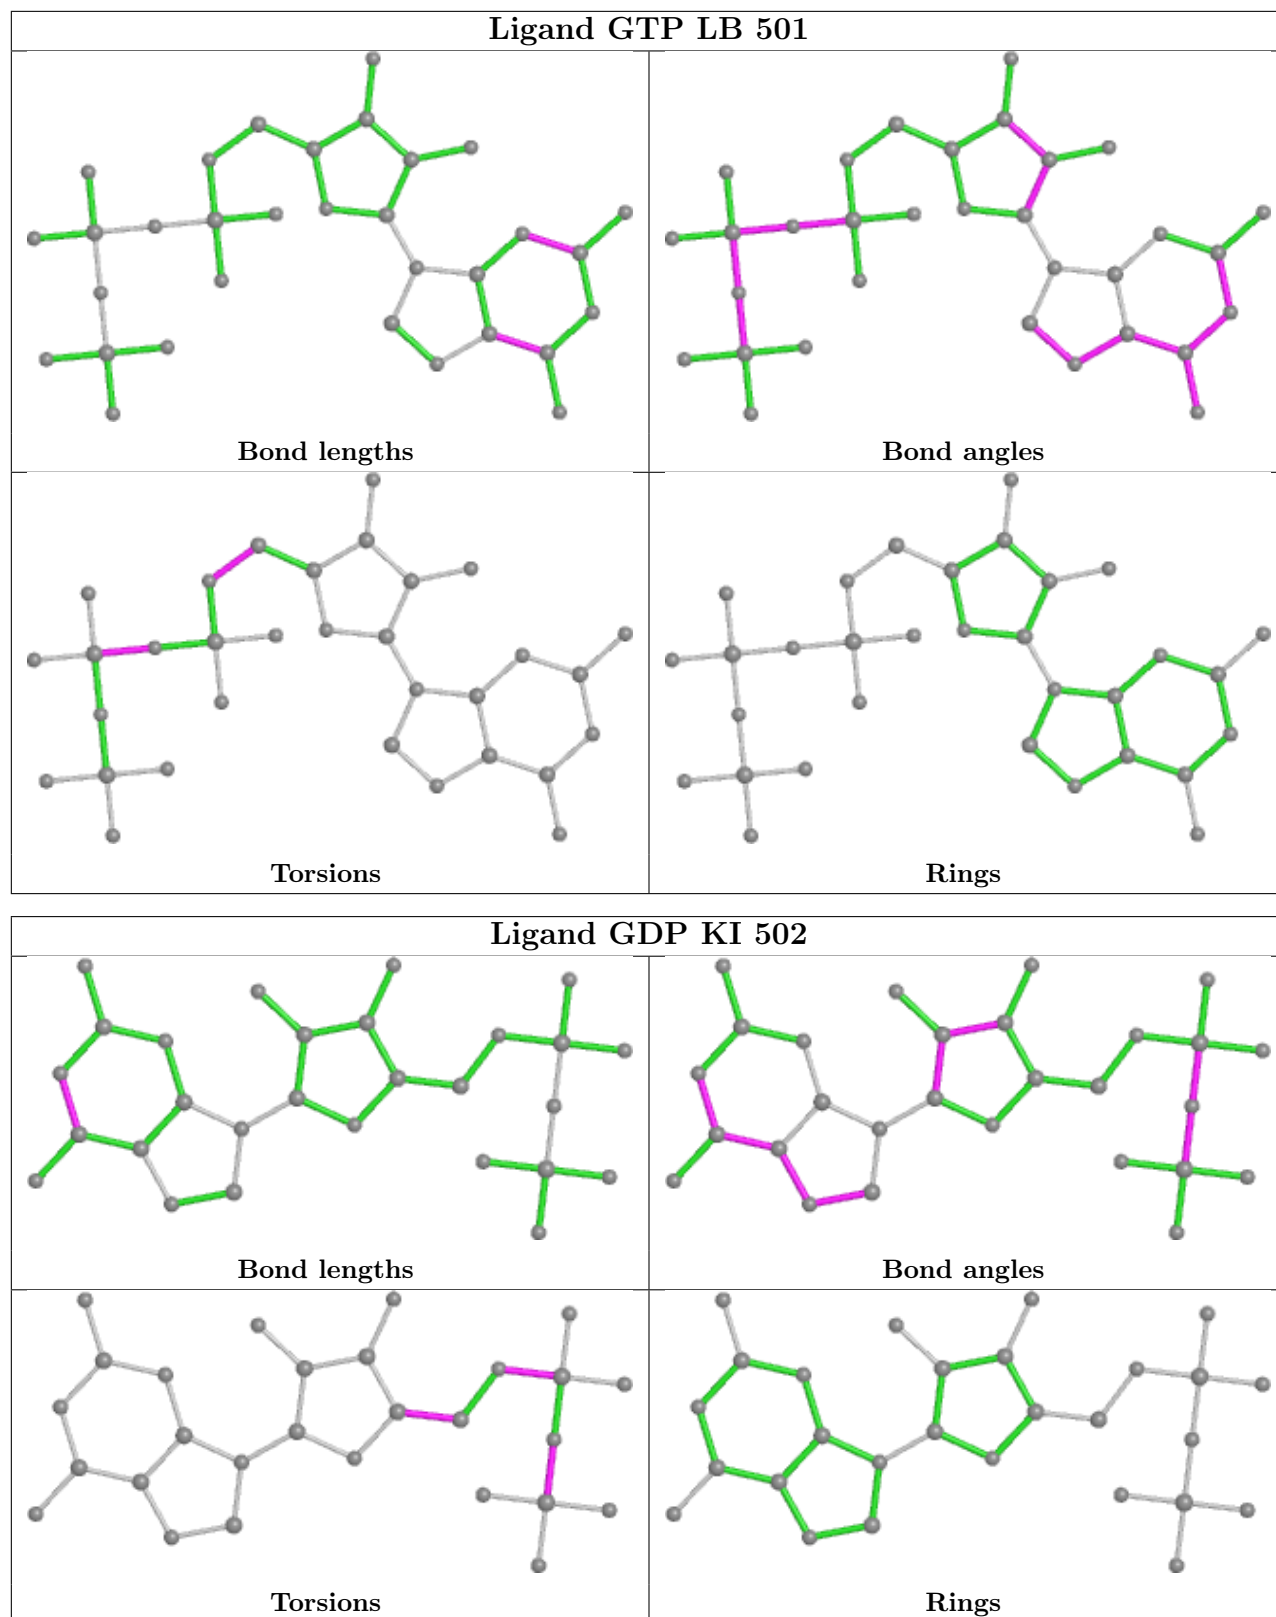 Ligand GTP LB 501
Bond lengths
Bond angles
Torsions
Rings
Ligand GDP KI 502
Bond lengths
Bond angles
Torsions
Rings